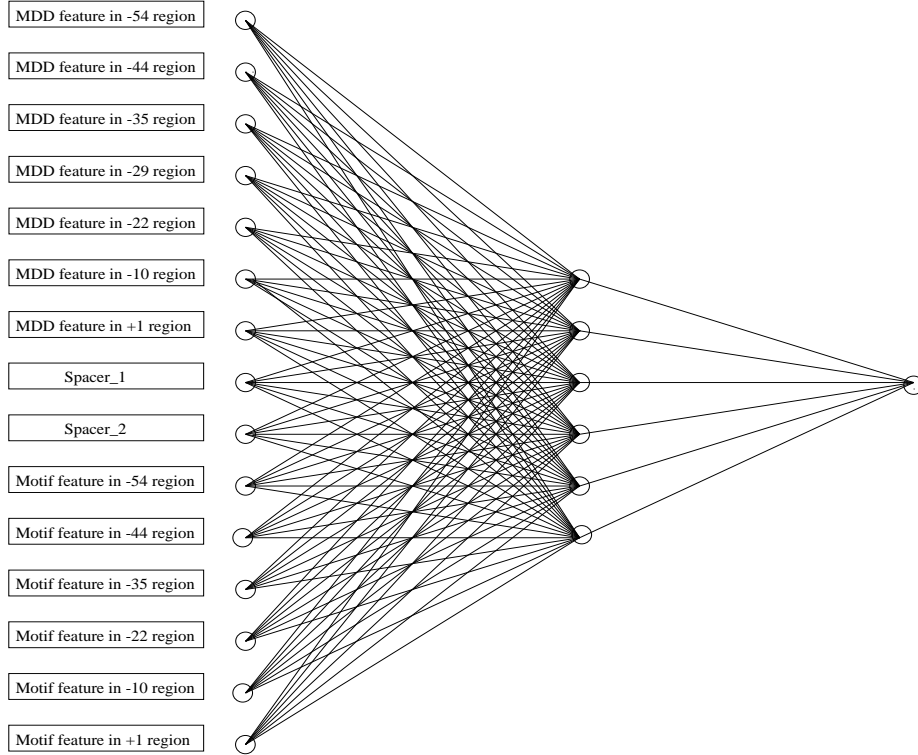 MDD feature in -54 region
MDD feature in -44 region
MDD feature in -35 region
MDD feature in -29 region
MDD feature in -22 region
MDD feature in -10 region
MDD feature in +1 region
Spacer_1
Spacer_2
Motif feature in -54 region
Motif feature in -44 region
Motif feature in -35 region
Motif feature in -22 region
Motif feature in -10 region
Motif feature in +1 region